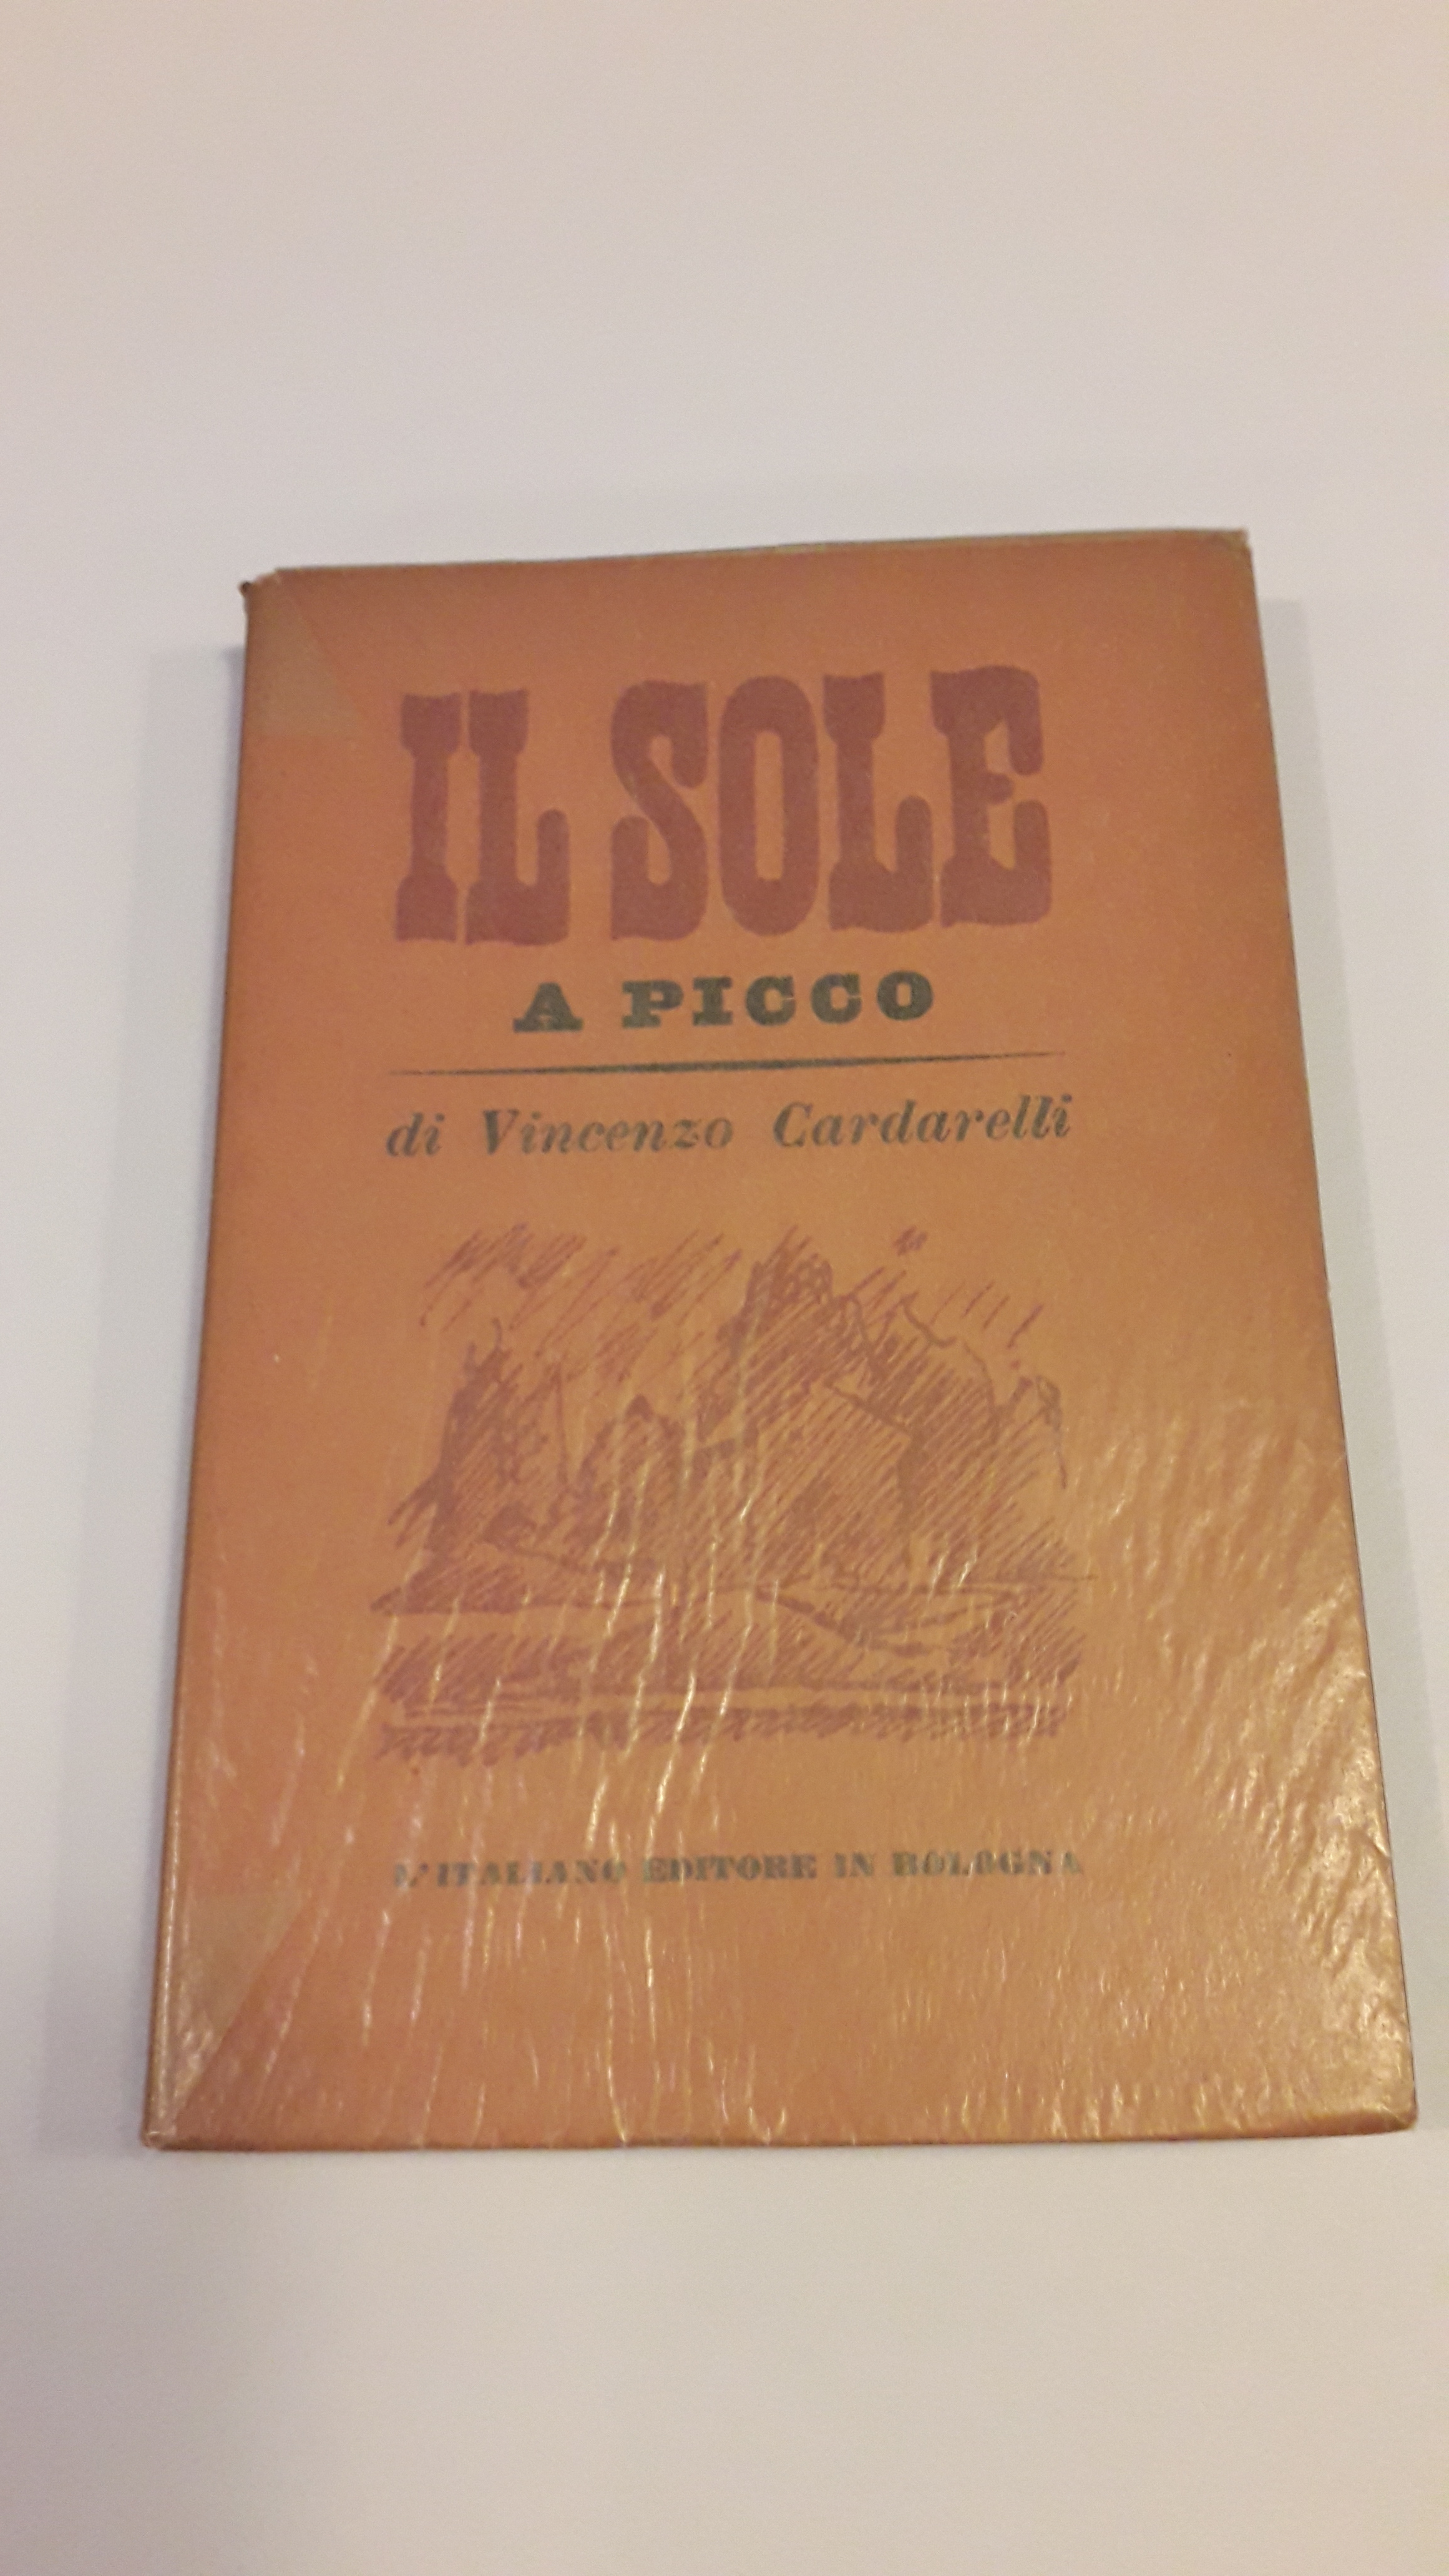 IL SOLE
A PICCO
di Vincenzo Cardarelli
L'ITALIANO EDITORE IN BOLOGNA